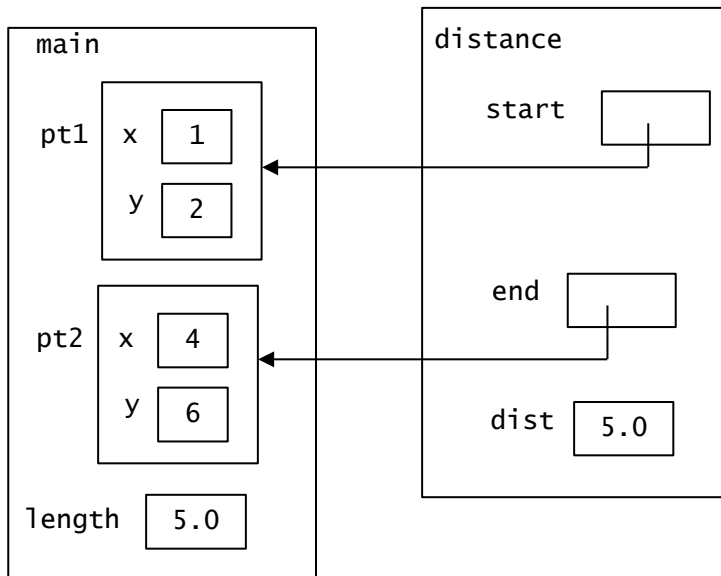 main
pt1
x
1
y
2
pt2
x
4
y
6
length
5.0
distance
start
end
dist
5.0